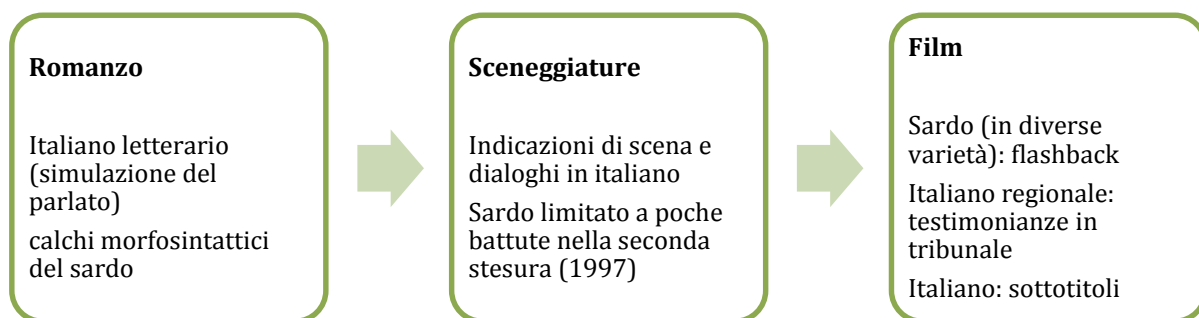 Romanzo
Italiano letterario
(simulazione del
parlato)
calchi morfosintattici
del sardo
Sceneggiature
Indicazioni di scena e
dialoghi in italiano
Sardo limitato a poche
battute nella seconda
stesura (1997)
Film
Sardo (in diverse
varietà): flashback
Italiano regionale:
testimonianze in
tribunale
Italiano: sottotitoli